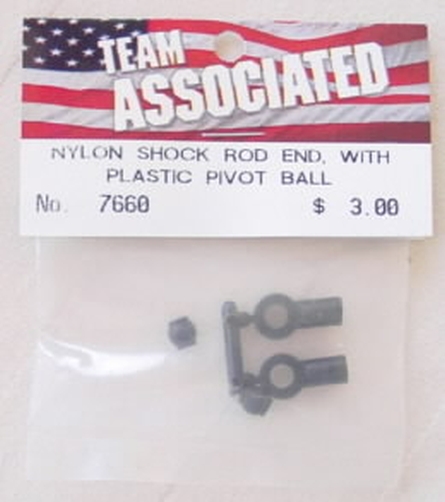 TEAM
ASSOCIATED
NYLON SHOCK ROD END, WITH
PLASTIC PIVOT BALL
No. 7660 $ 3.00